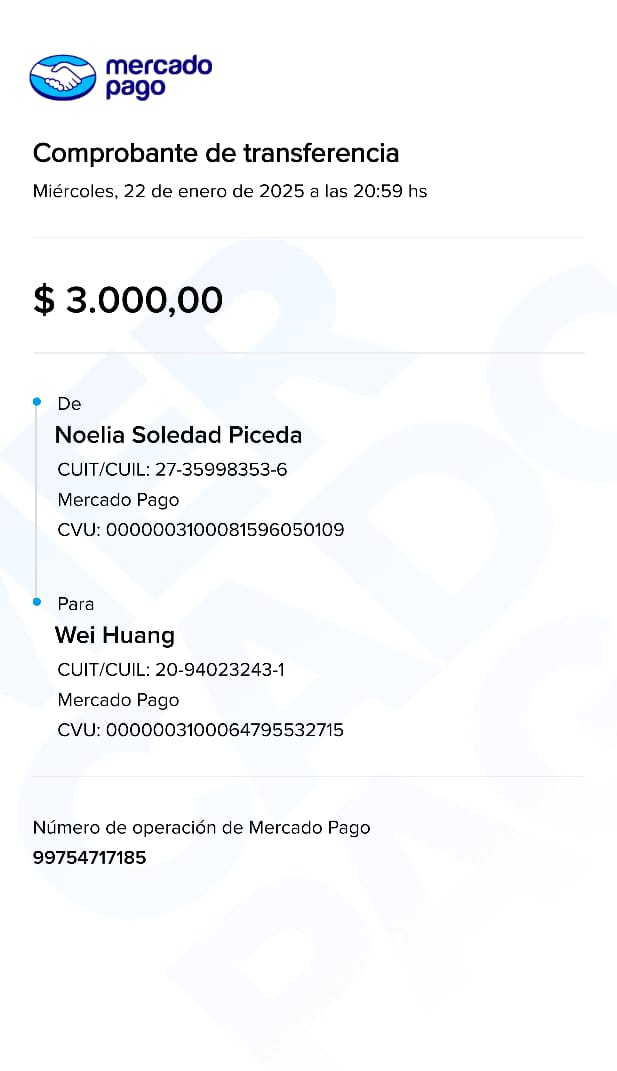 mercado
pago
Comprobante de transferencia
Miércoles, 22 de enero de 2025 a las 20:59 hs
$ 3.000,00
De
Noelia Soledad Piceda
CUIT/CUIL: 27-35998353-6
Mercado Pago
CVU: 0000003100081596050109
Para
Wei Huang
CUIT/CUIL: 20-94023243-1
Mercado Pago
CVU: 0000003100064795532715
Número de operación de Mercado Pago
99754717185